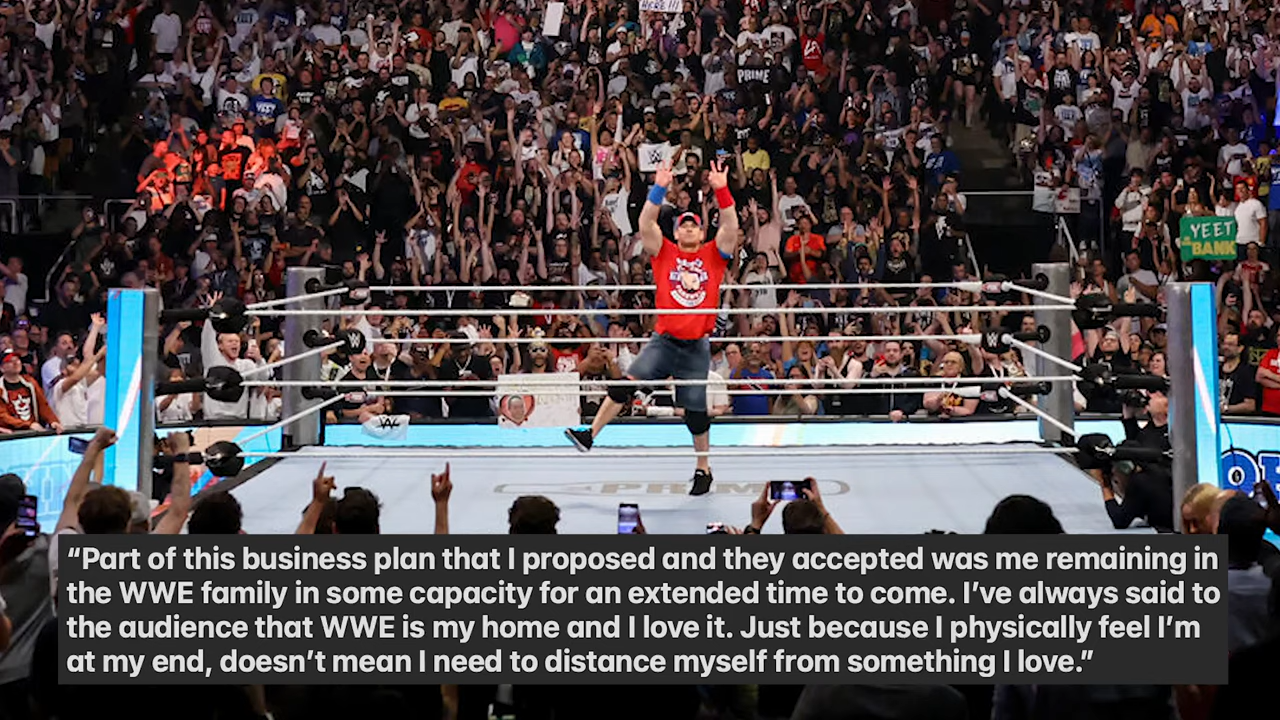 HERE!!!
PRIME
YEET
YEET
BANK
W
W
PRIME
“Part of this business plan that I proposed and they accepted was me remaining in
the WWE family in some capacity for an extended time to come. I’ve always said to
the audience that WWE is my home and I love it. Just because I physically feel I’m
at my end, doesn’t mean I need to distance myself from something I love.”